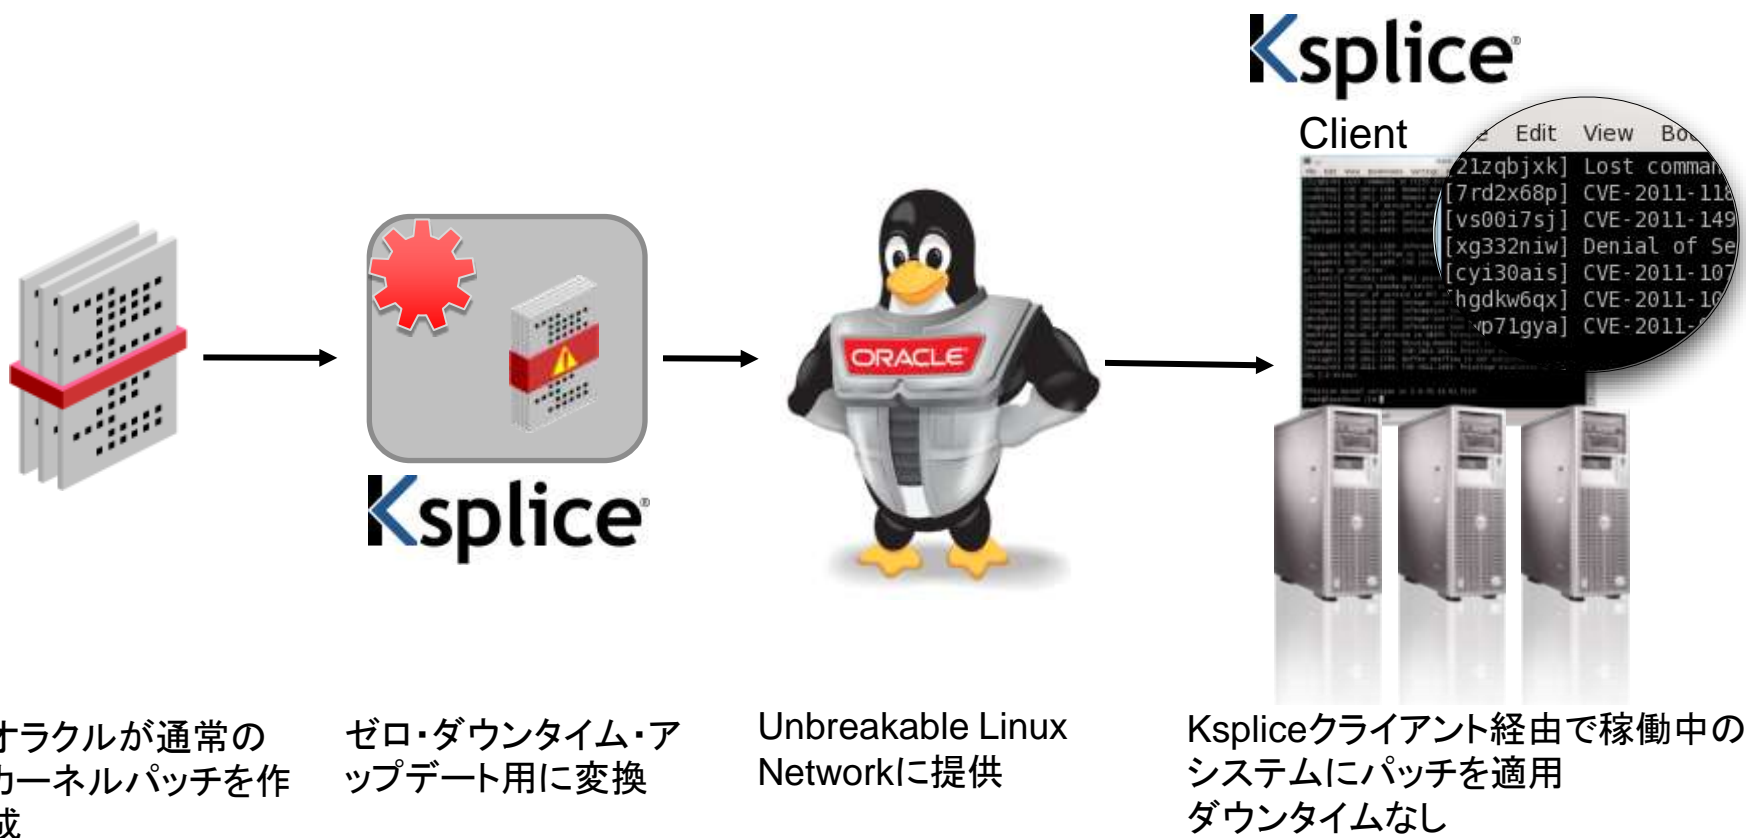 Ksplice®
Client
Edit View
21zqbjxk] Lost comman
[7rd2x68p] CVE-2011-118
[vs00i7sj] CVE-2011-149
[xg332niw] Denial of Se
[cyi30ais] CVE-2011-107
hgdkw6qx] CVE-2011-10
wp71gya] CVE-2011-
ORACLE
Ksplice®
オラクルが通常の
カーネルパッチを作
成
ゼロ・ダウンタイム・ア
ップデート用に変換
Unbreakable Linux
Networkに提供
Kspliceクライアント経由で稼働中の
システムにパッチを適用
ダウンタイムなし